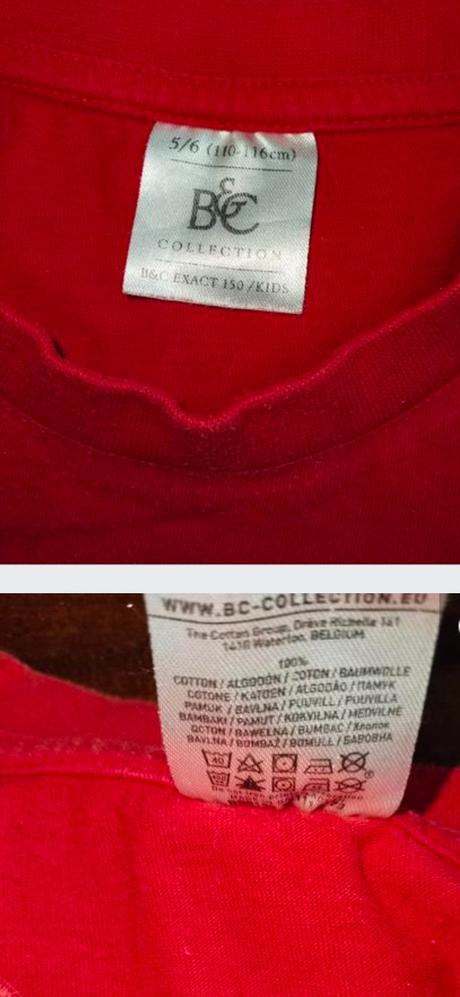 5/6 (110-116cm)
B&C
COLLECTION
B&C EXACT 150 /KIDS
WWW.BC-COLLECTION.EU
The Cotton Group, Drève Richelle 161
1410 Waterloo, BELGIUM
100%
COTTON / ALGODÓN / COTON / BAUMWOLLE
COTONE / KATOEN / ALGODÃO / ПАМУК
PAMUK / BAVLNA / PUUVILL / PUUVILLA
BAMBAKI / PAMUT / KOKVILNA / MEDVILNE
QCTON / BAWEŁNA / BUMBAC / Хлопок
BAVLNA / BOMBAŽ / BOMULL / БАВОВНА
40